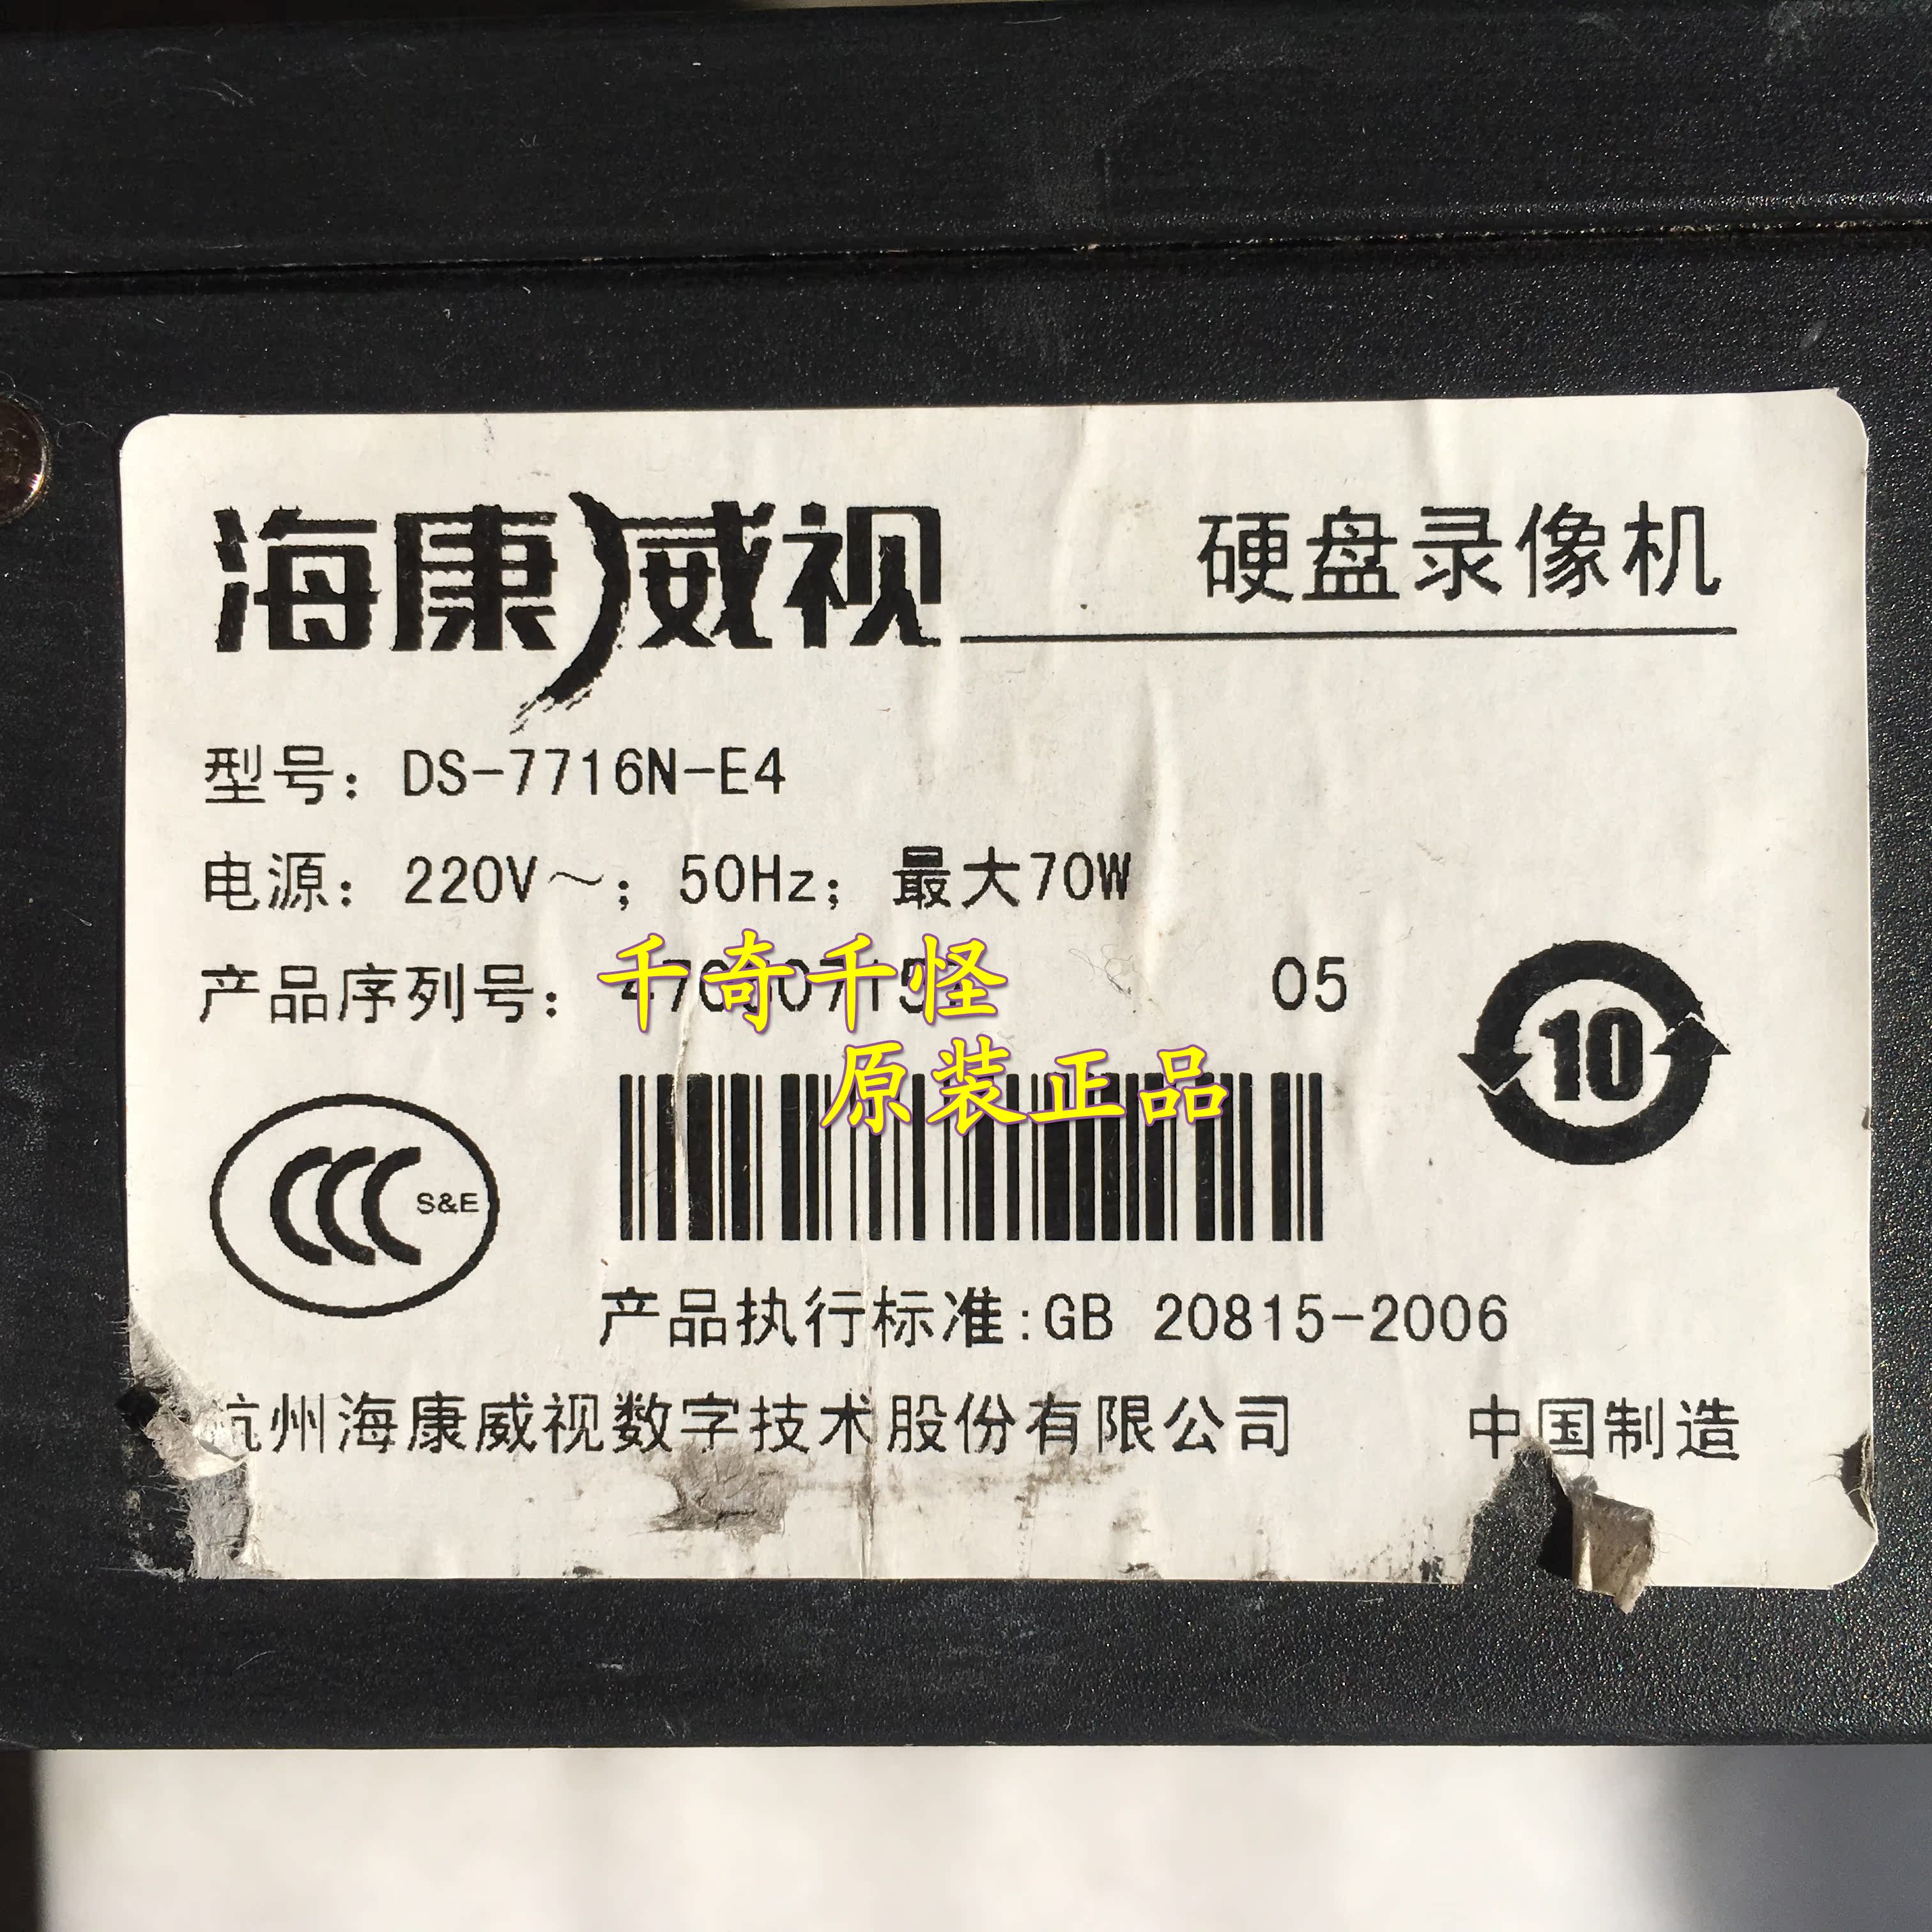 海康威视 硬盘录像机
型号: DS-7716N-E4
电源: 220V～; 50Hz; 最大70W
产品序列号: 05
千奇千怪
原装正品
10
CCC S&E
产品执行标准:GB 20815-2006
杭州海康威视数字技术股份有限公司 中国制造